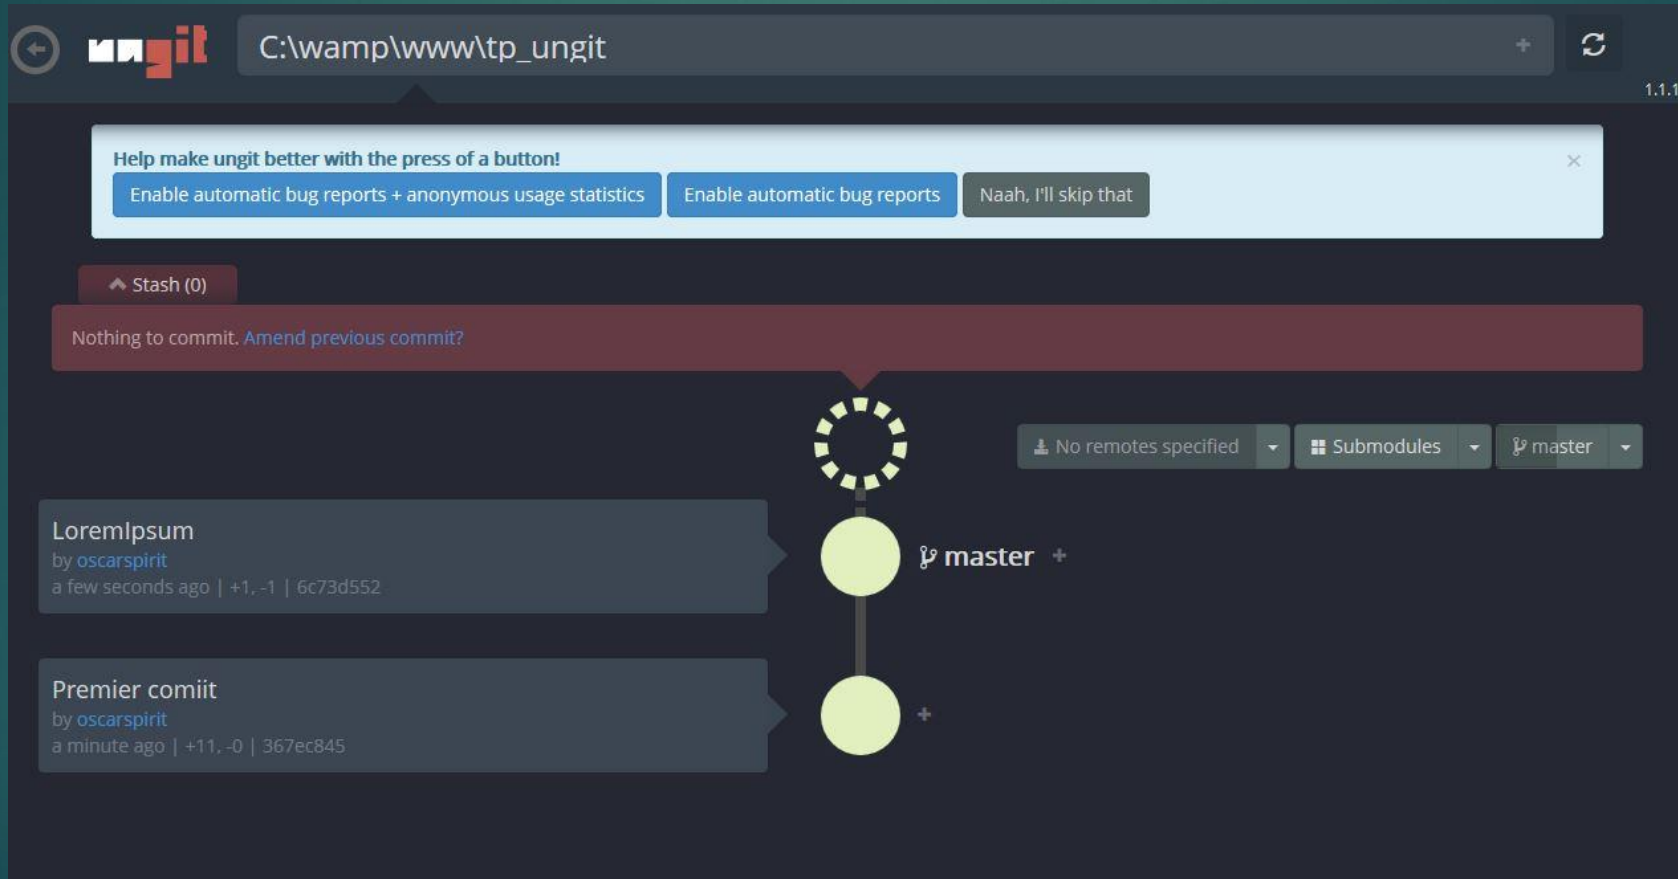 ungit
C:\wamp\www\tp_ungit
1.1.1
Help make ungit better with the press of a button!
Enable automatic bug reports + anonymous usage statistics
Enable automatic bug reports
Naah, I'll skip that
Stash (0)
Nothing to commit. Amend previous commit?
No remotes specified
Submodules
master
LoremIpsum
by oscarspirit
a few seconds ago | +1, -1 | 6c73d552
master
Premier comiit
by oscarspirit
a minute ago | +11, -0 | 367ec845